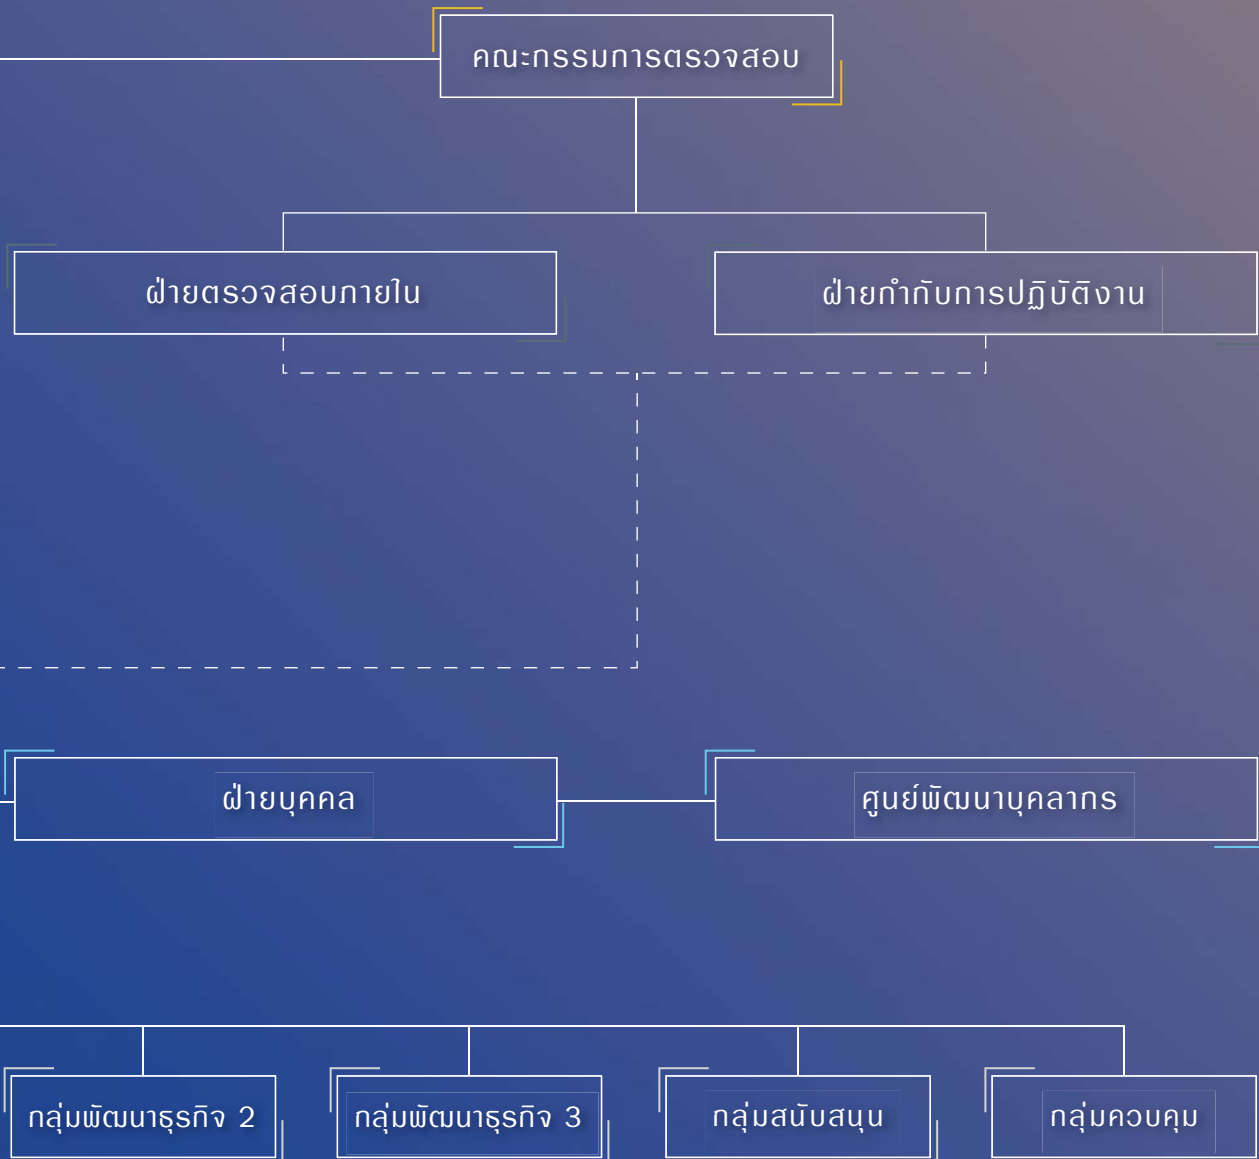 คณะกรรมการตรวจสอบ
ฝ่ายตรวจสอบภายใน
ฝ่ายกำกับการปฏิบัติงาน
ฝ่ายบุคคล
ศูนย์พัฒนาบุคลากร
กลุ่มพัฒนาธุรกิจ 2
กลุ่มพัฒนาธุรกิจ 3
กลุ่มสนับสนุน
กลุ่มควบคุม